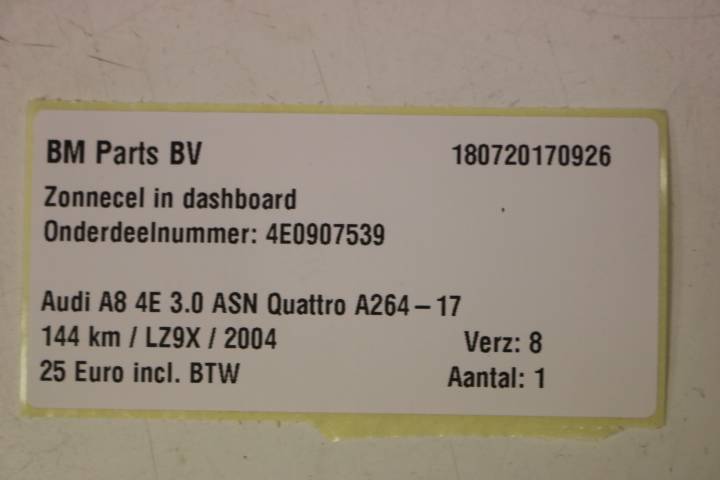 BM Parts BV 180720170926
Zonnecel in dashboard
Onderdeelnummer: 4E0907539
Audi A8 4E 3.0 ASN Quattro A264-17
144 km / LZ9X / 2004 Verz: 8
25 Euro incl. BTW Aantal: 1